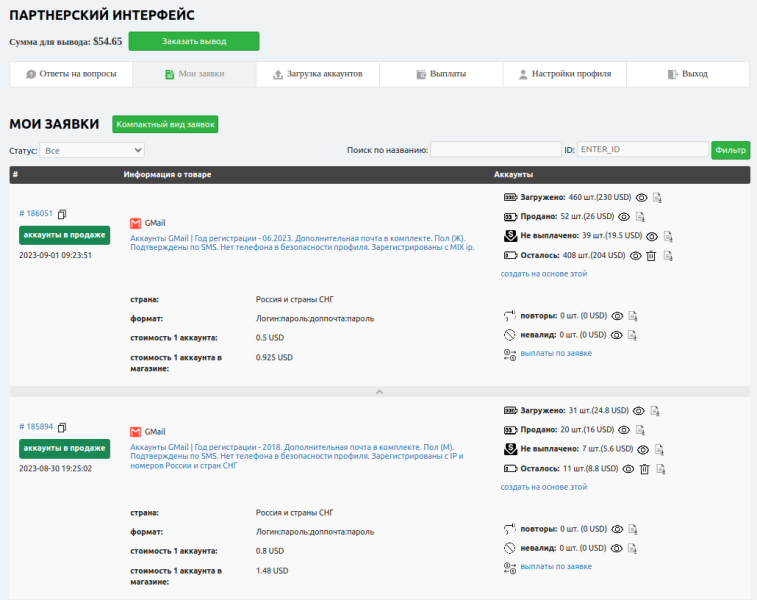 ПАРТНЕРСКИЙ ИНТЕРФЕЙС
Сумма для вывода: $54.65 Заказать вывод
Ответы на вопросы Мои заявки Загрузка аккаунтов Выплаты Настройки профиля Выход
МОИ ЗАЯВКИ Компактный вид заявок
Статус: Все Поиск по названию: ID: ENTER_ID Фильтр
# Информация о товаре Аккаунты
# 186051
аккаунты в продаже
2023-09-01 09:23:51
GMail
Аккаунты GMail | Год регистрации - 06.2023. Дополнительная почта в комплекте. Пол (Ж).
Подтверждены по SMS. Нет телефона в безопасности профиля. Зарегистрированы с MIX ip.
Загружено: 460 шт.(230 USD)
Продано: 52 шт.(26 USD)
Не выплачено: 39 шт.(19.5 USD)
Осталось: 408 шт.(204 USD)
создать на основе этой
страна: Россия и страны СНГ
формат: Логин:пароль:доппочта:пароль
стоимость 1 аккаунта: 0.5 USD
стоимость 1 аккаунта в
магазине:
0.925 USD
повторы: 0 шт. (0 USD)
невалид: 0 шт. (0 USD)
выплаты по заявке
# 185894
аккаунты в продаже
2023-08-30 19:25:02
GMail
Аккаунты GMail | Год регистрации - 2018. Дополнительная почта в комплекте. Пол (М).
Подтверждены по SMS. Нет телефона в безопасности профиля. Зарегистрированы с IP и
номеров России и стран СНГ
Загружено: 31 шт.(24.8 USD)
Продано: 20 шт.(16 USD)
Не выплачено: 7 шт.(5.6 USD)
Осталось: 11 шт.(8.8 USD)
создать на основе этой
страна: Россия и страны СНГ
формат: Логин:пароль:доппочта:пароль
стоимость 1 аккаунта: 0.8 USD
стоимость 1 аккаунта в
магазине:
1.48 USD
повторы: 0 шт. (0 USD)
невалид: 0 шт. (0 USD)
выплаты по заявке